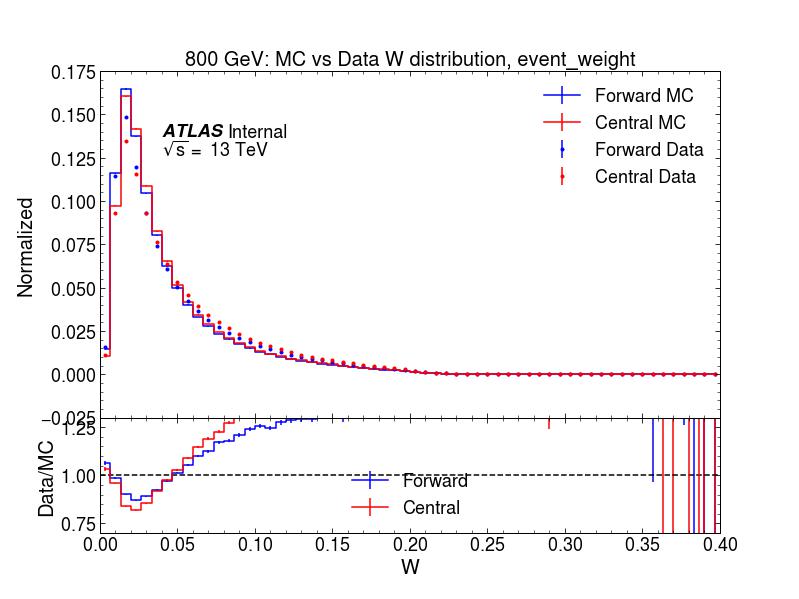 800 GeV: MC vs Data W distribution, event_weight
0.175
0.150
0.125
0.100
0.075
0.050
0.025
0.000
−0.025
Normalized
ATLAS Internal
√s = 13 TeV
Forward MC
Central MC
Forward Data
Central Data
1.25
1.00
0.75
Data/MC
Forward
Central
0.00 0.05 0.10 0.15 0.20 0.25 0.30 0.35 0.40
W